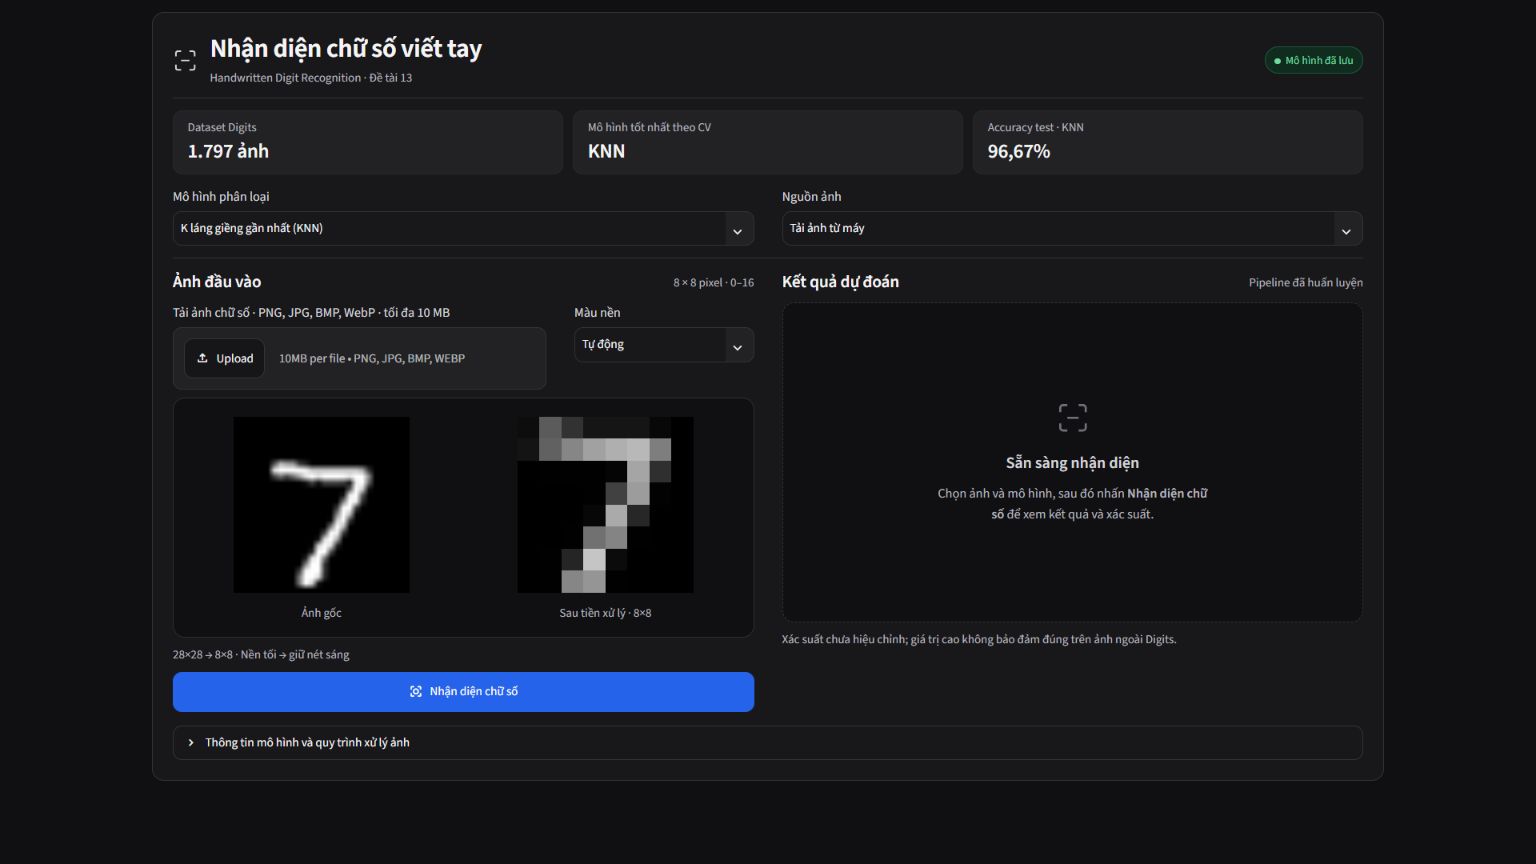 Nhận diện chữ số viết tay
Handwritten Digit Recognition · Đề tài 13
Mô hình đã lưu
Dataset Digits
1.797 ảnh
Mô hình tốt nhất theo CV
KNN
Accuracy test · KNN
96,67%
Mô hình phân loại
K láng giềng gần nhất (KNN)
Nguồn ảnh
Tải ảnh từ máy
Ảnh đầu vào
8 × 8 pixel · 0–16
Tải ảnh chữ số · PNG, JPG, BMP, WebP · tối đa 10 MB
Upload
10MB per file • PNG, JPG, BMP, WEBP
Màu nền
Tự động
7
Ảnh gốc
Sau tiền xử lý · 8×8
28×28 → 8×8 · Nền tối → giữ nét sáng
Nhận diện chữ số
Kết quả dự đoán
Pipeline đã huấn luyện
Sẵn sàng nhận diện
Chọn ảnh và mô hình, sau đó nhấn Nhận diện chữ
số để xem kết quả và xác suất.
Xác suất chưa hiệu chỉnh; giá trị cao không bảo đảm đúng trên ảnh ngoài Digits.
Thông tin mô hình và quy trình xử lý ảnh